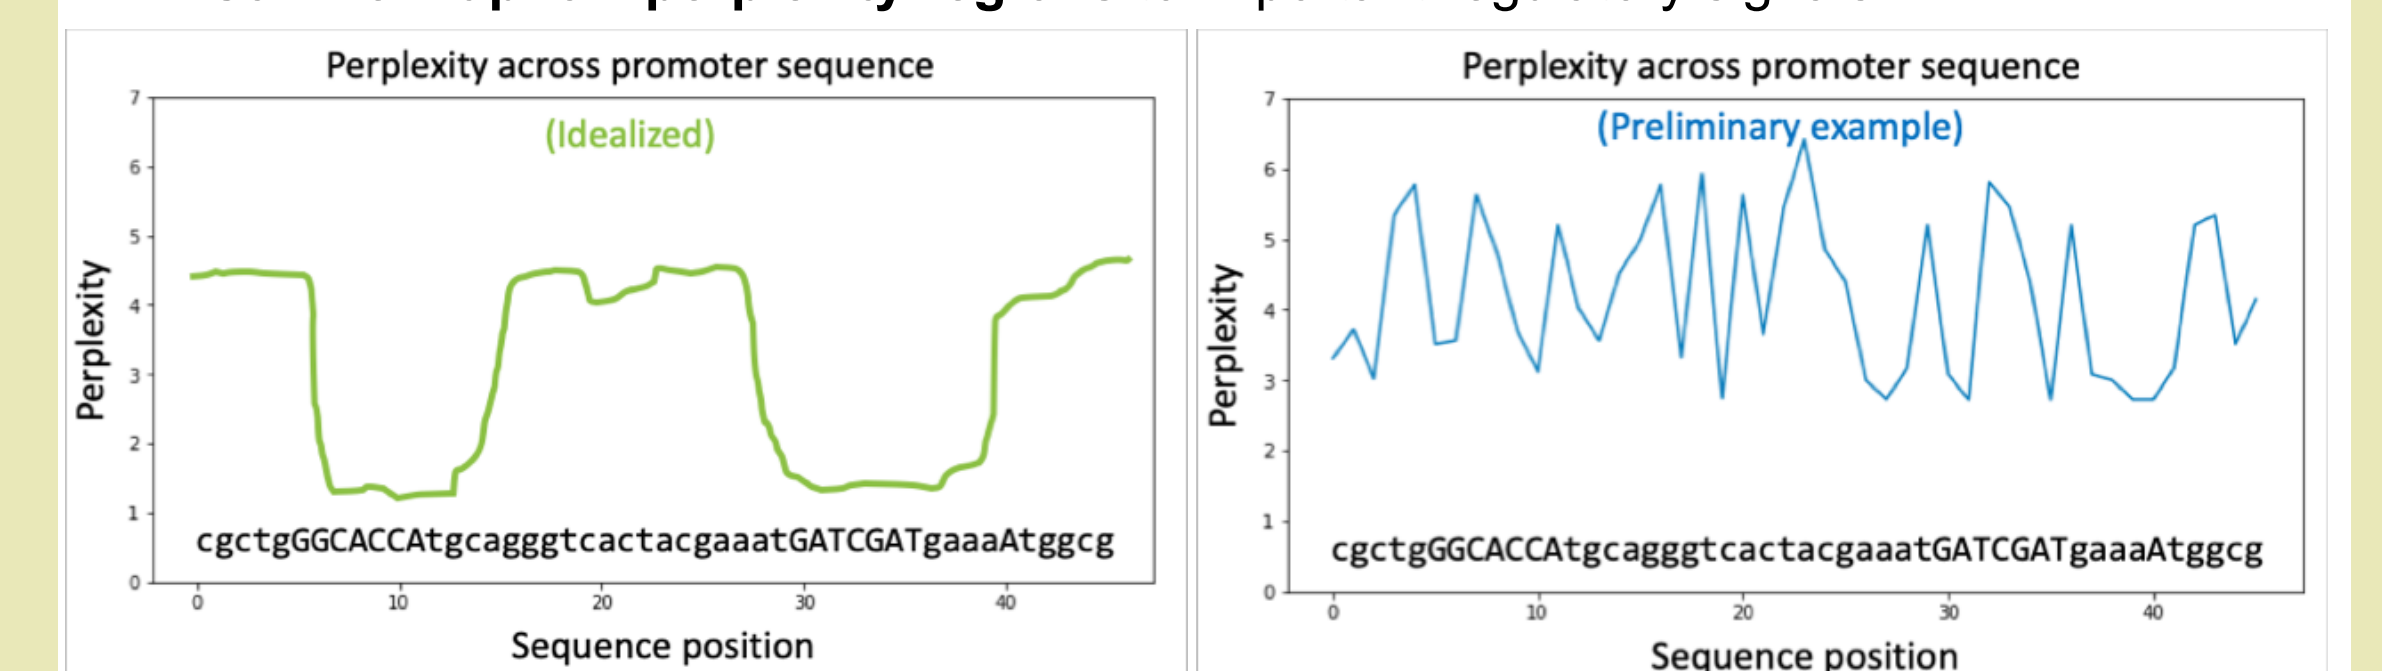 Perplexity across promoter sequence
(Idealized)
7
6
5
4
3
2
1
0
Perplexity
cgctgGGCACCAtgcagggtcactacgaaatGATCGATgaaaAtggcg
0 10 20 30 40
Sequence position
Perplexity across promoter sequence
(Preliminary example)
7
6
5
4
3
2
1
0
Perplexity
cgctgGGCACCAtgcagggtcactacgaaatGATCGATgaaaAtggcg
0 10 20 30 40
Sequence position